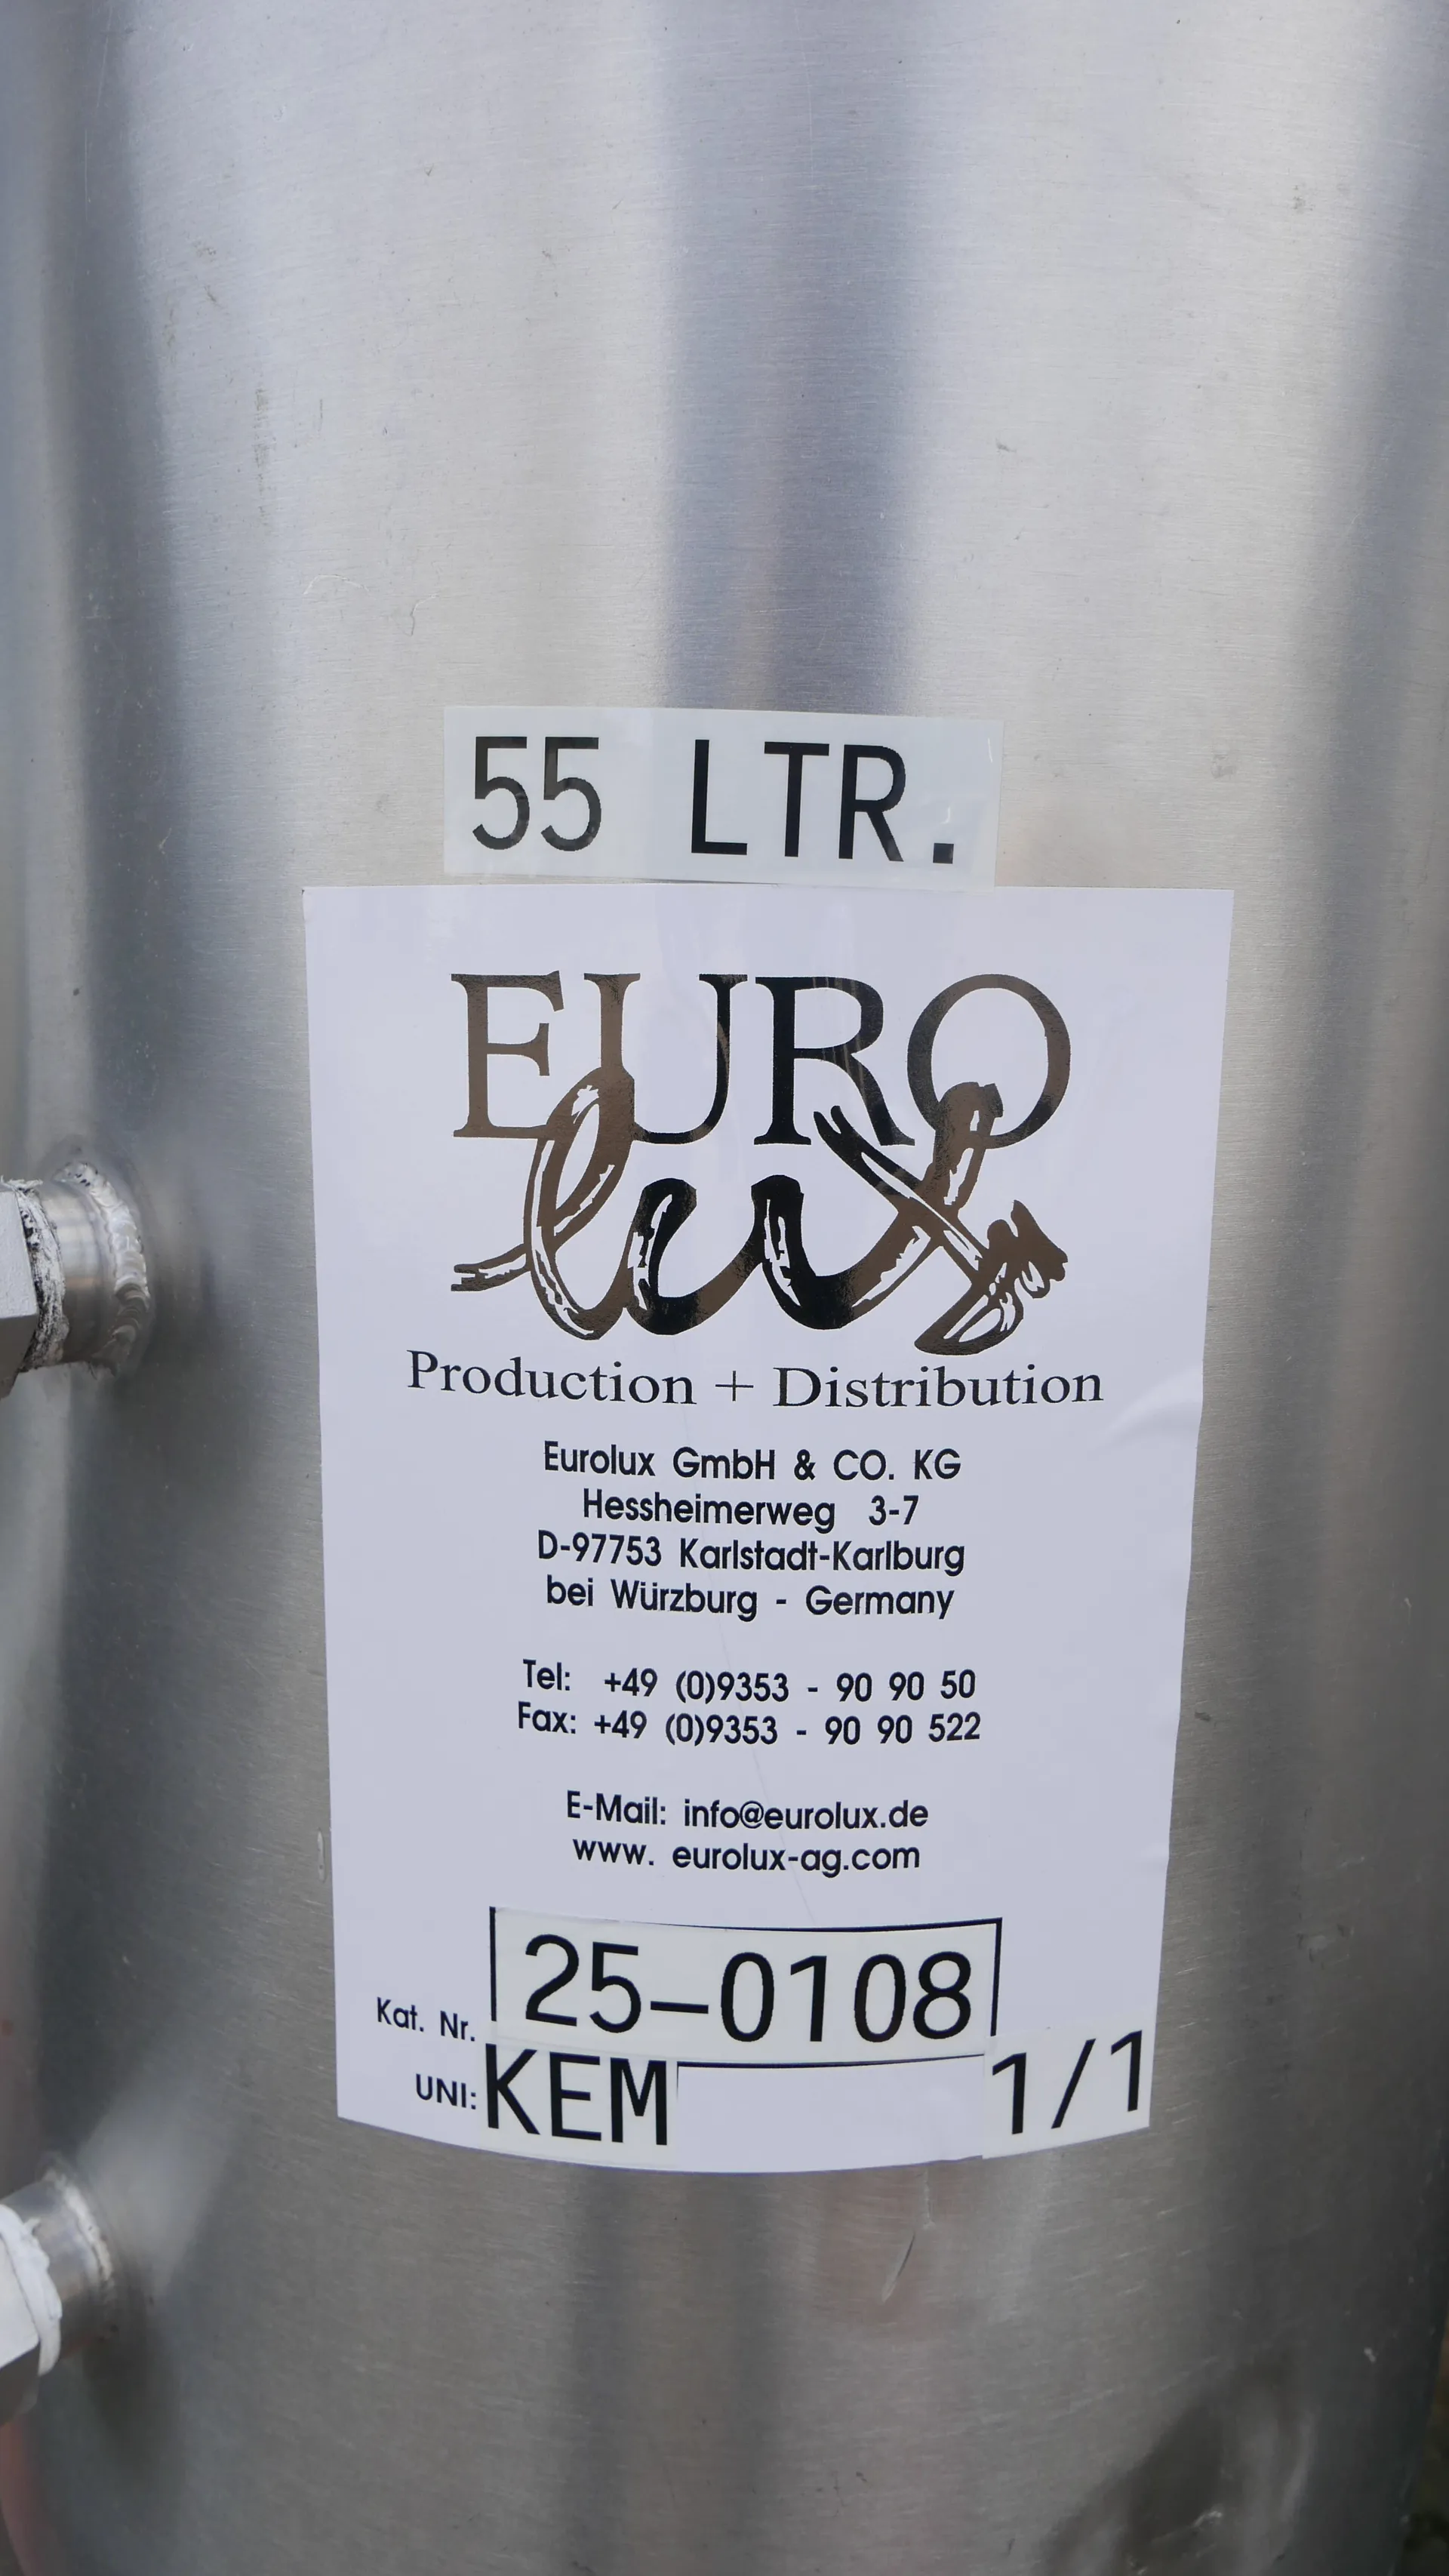 55 LTR.
EURO
lux
Production + Distribution
Eurolux GmbH & CO. KG
Hessheimerweg 3-7
D-97753 Karlstadt-Karlburg
bei Würzburg - Germany
Tel: +49 (0)9353 - 90 90 50
Fax: +49 (0)9353 - 90 90 522
E-Mail: info@eurolux.de
www. eurolux-ag.com
Kat. Nr. 25-0108
UNI: KEM 1/1